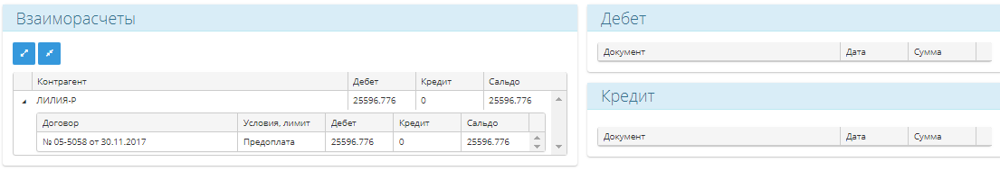 Взаиморасчеты
Контрагент Дебет Кредит Сальдо
ЛИЛИЯ-Р 25596.776 0 25596.776
Договор Условия, лимит Дебет Кредит Сальдо
№ 05-5058 от 30.11.2017 Предоплата 25596.776 0 25596.776
Дебет
Документ Дата Сумма
Кредит
Документ Дата Сумма